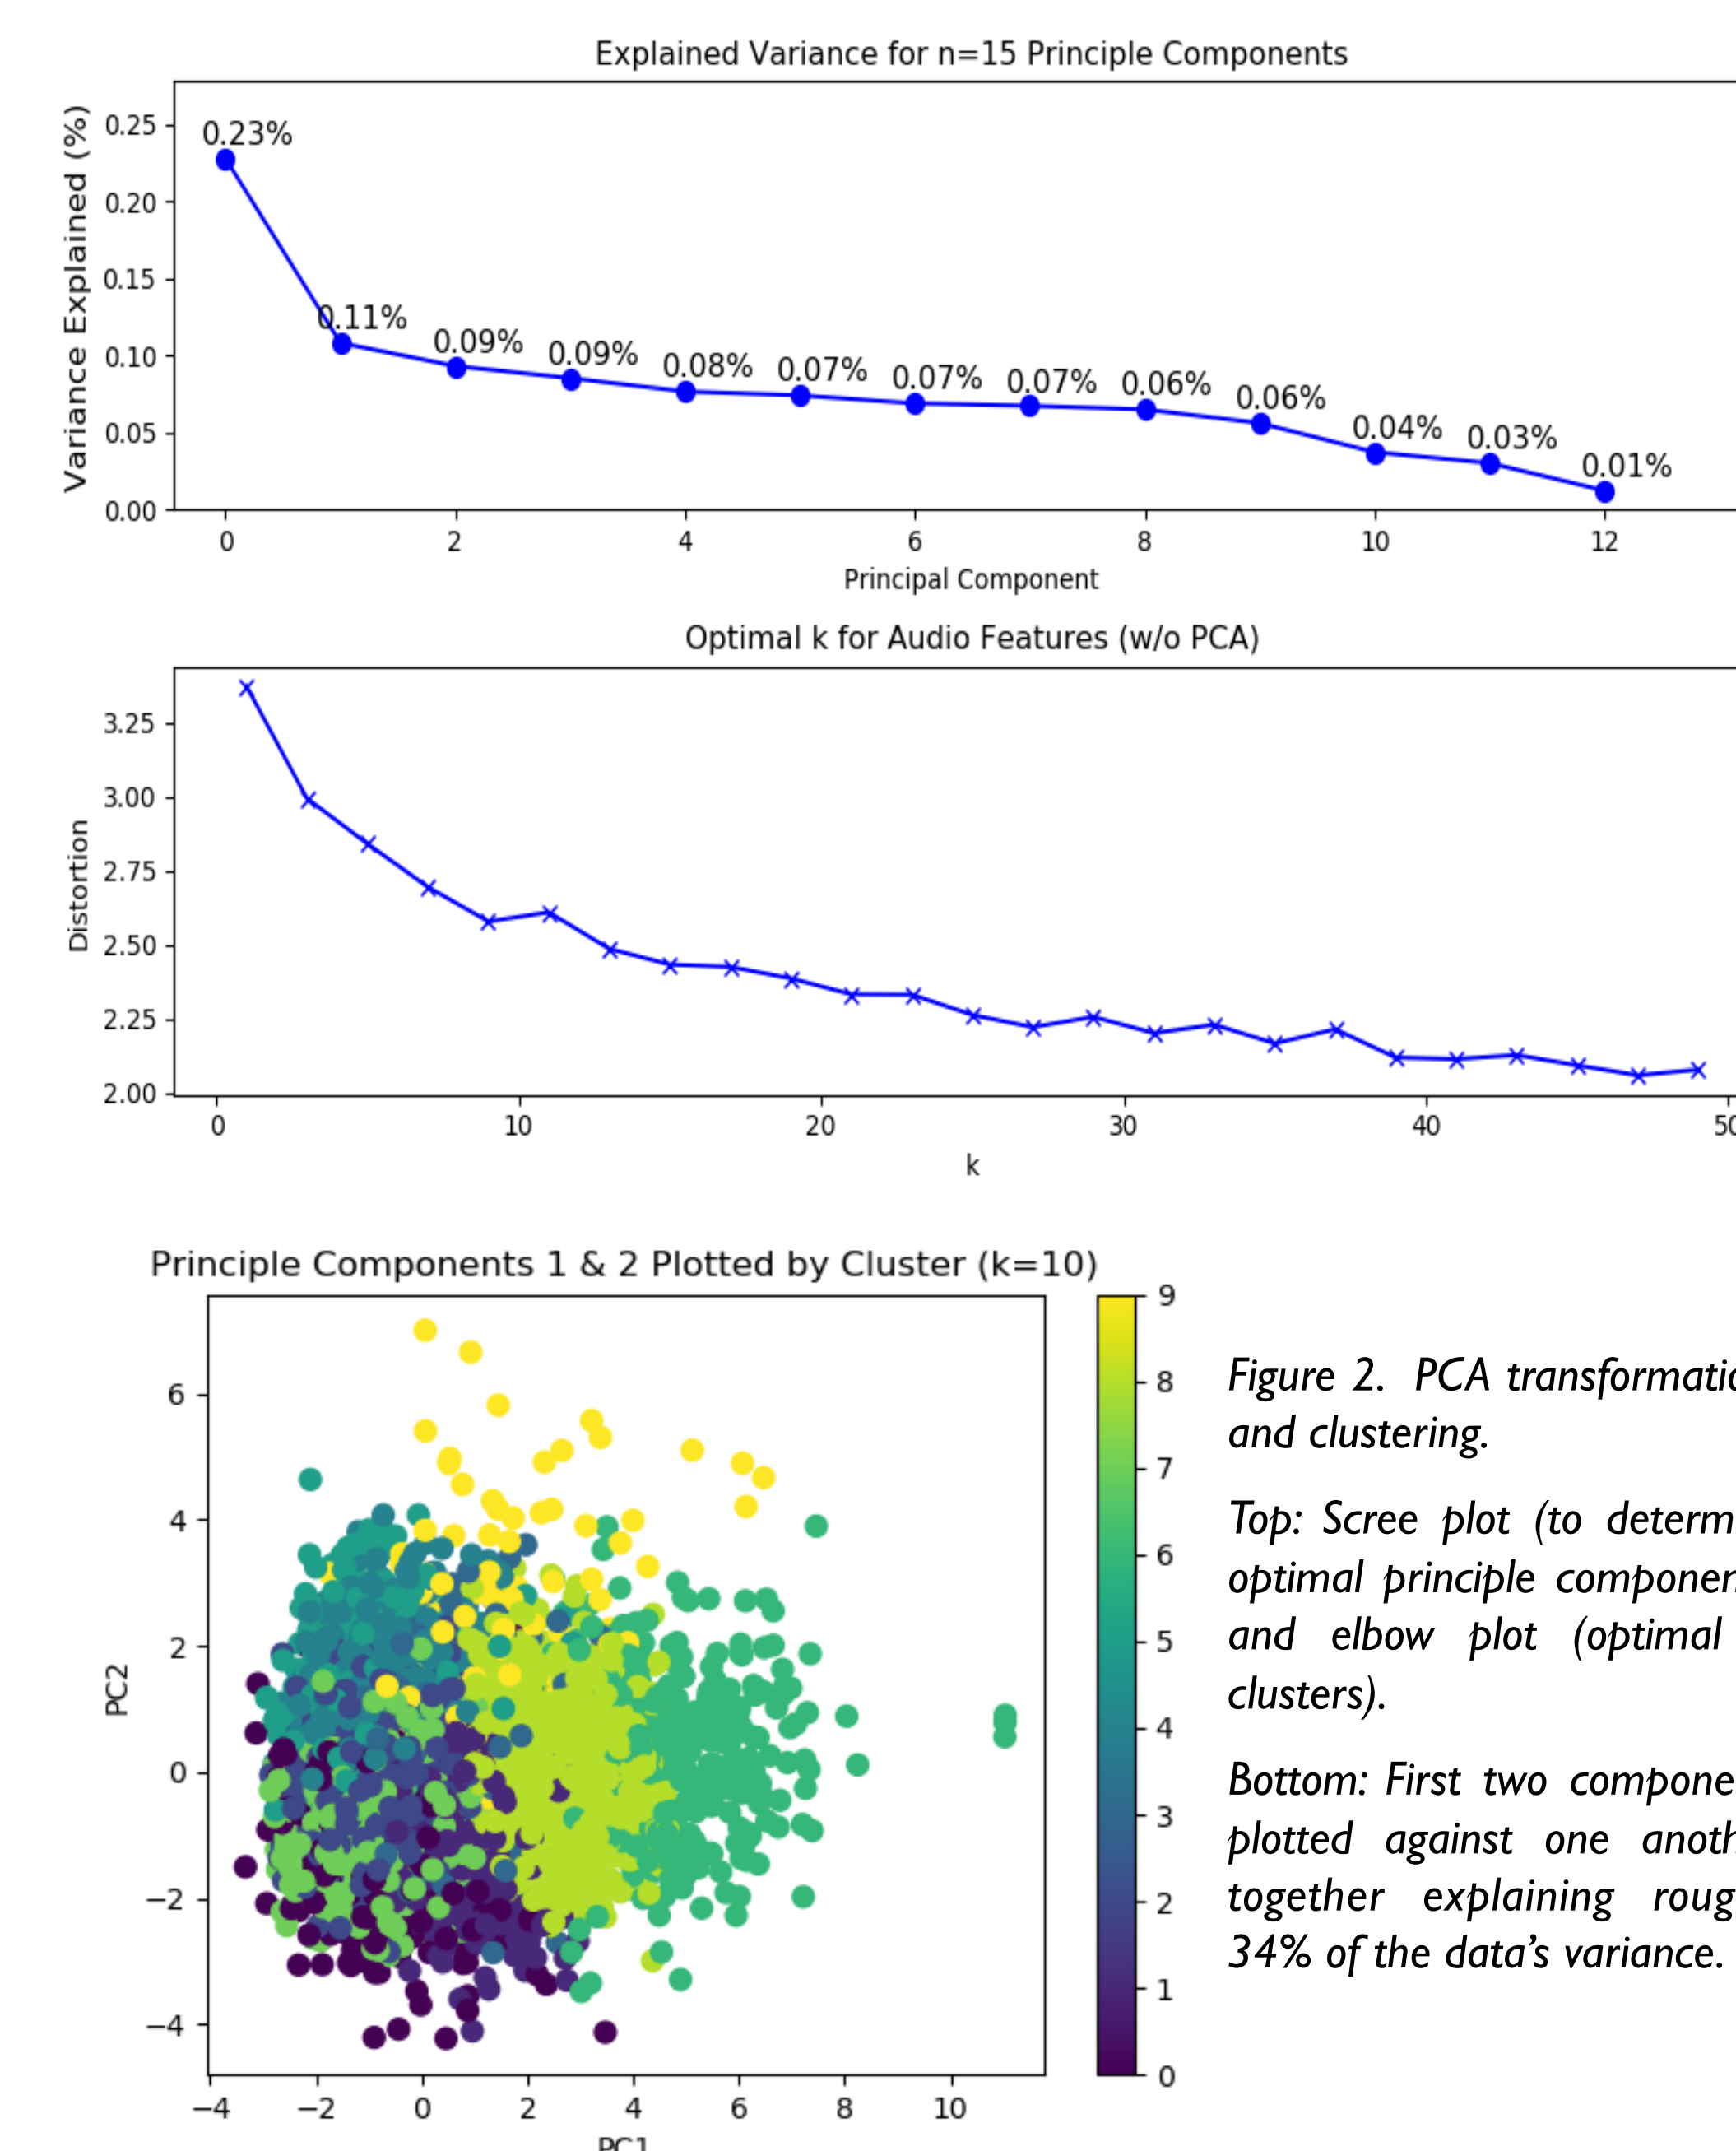 Explained Variance for n=15 Principle Components
Variance Explained (%)
0.25
0.20
0.15
0.10
0.05
0.00
0.23%
0.11%
0.09%
0.09%
0.08%
0.07%
0.07%
0.07%
0.06%
0.06%
0.04%
0.03%
0.01%
0 2 4 6 8 10 12
Principal Component
Optimal k for Audio Features (w/o PCA)
Distortion
3.25
3.00
2.75
2.50
2.25
2.00
0 10 20 30 40
k
Principle Components 1 & 2 Plotted by Cluster (k=10)
PC2
6
4
2
0
−2
−4
−4 −2 0 2 4 6 8 10
PC1
9
8
7
6
5
4
3
2
1
0
Figure 2. PCA
and clustering.
Top: Scree plot (to
optimal principle
and elbow plot (optimal
clusters).
Bottom: First two
plotted against one
together explaining
34% of the data’s variance.